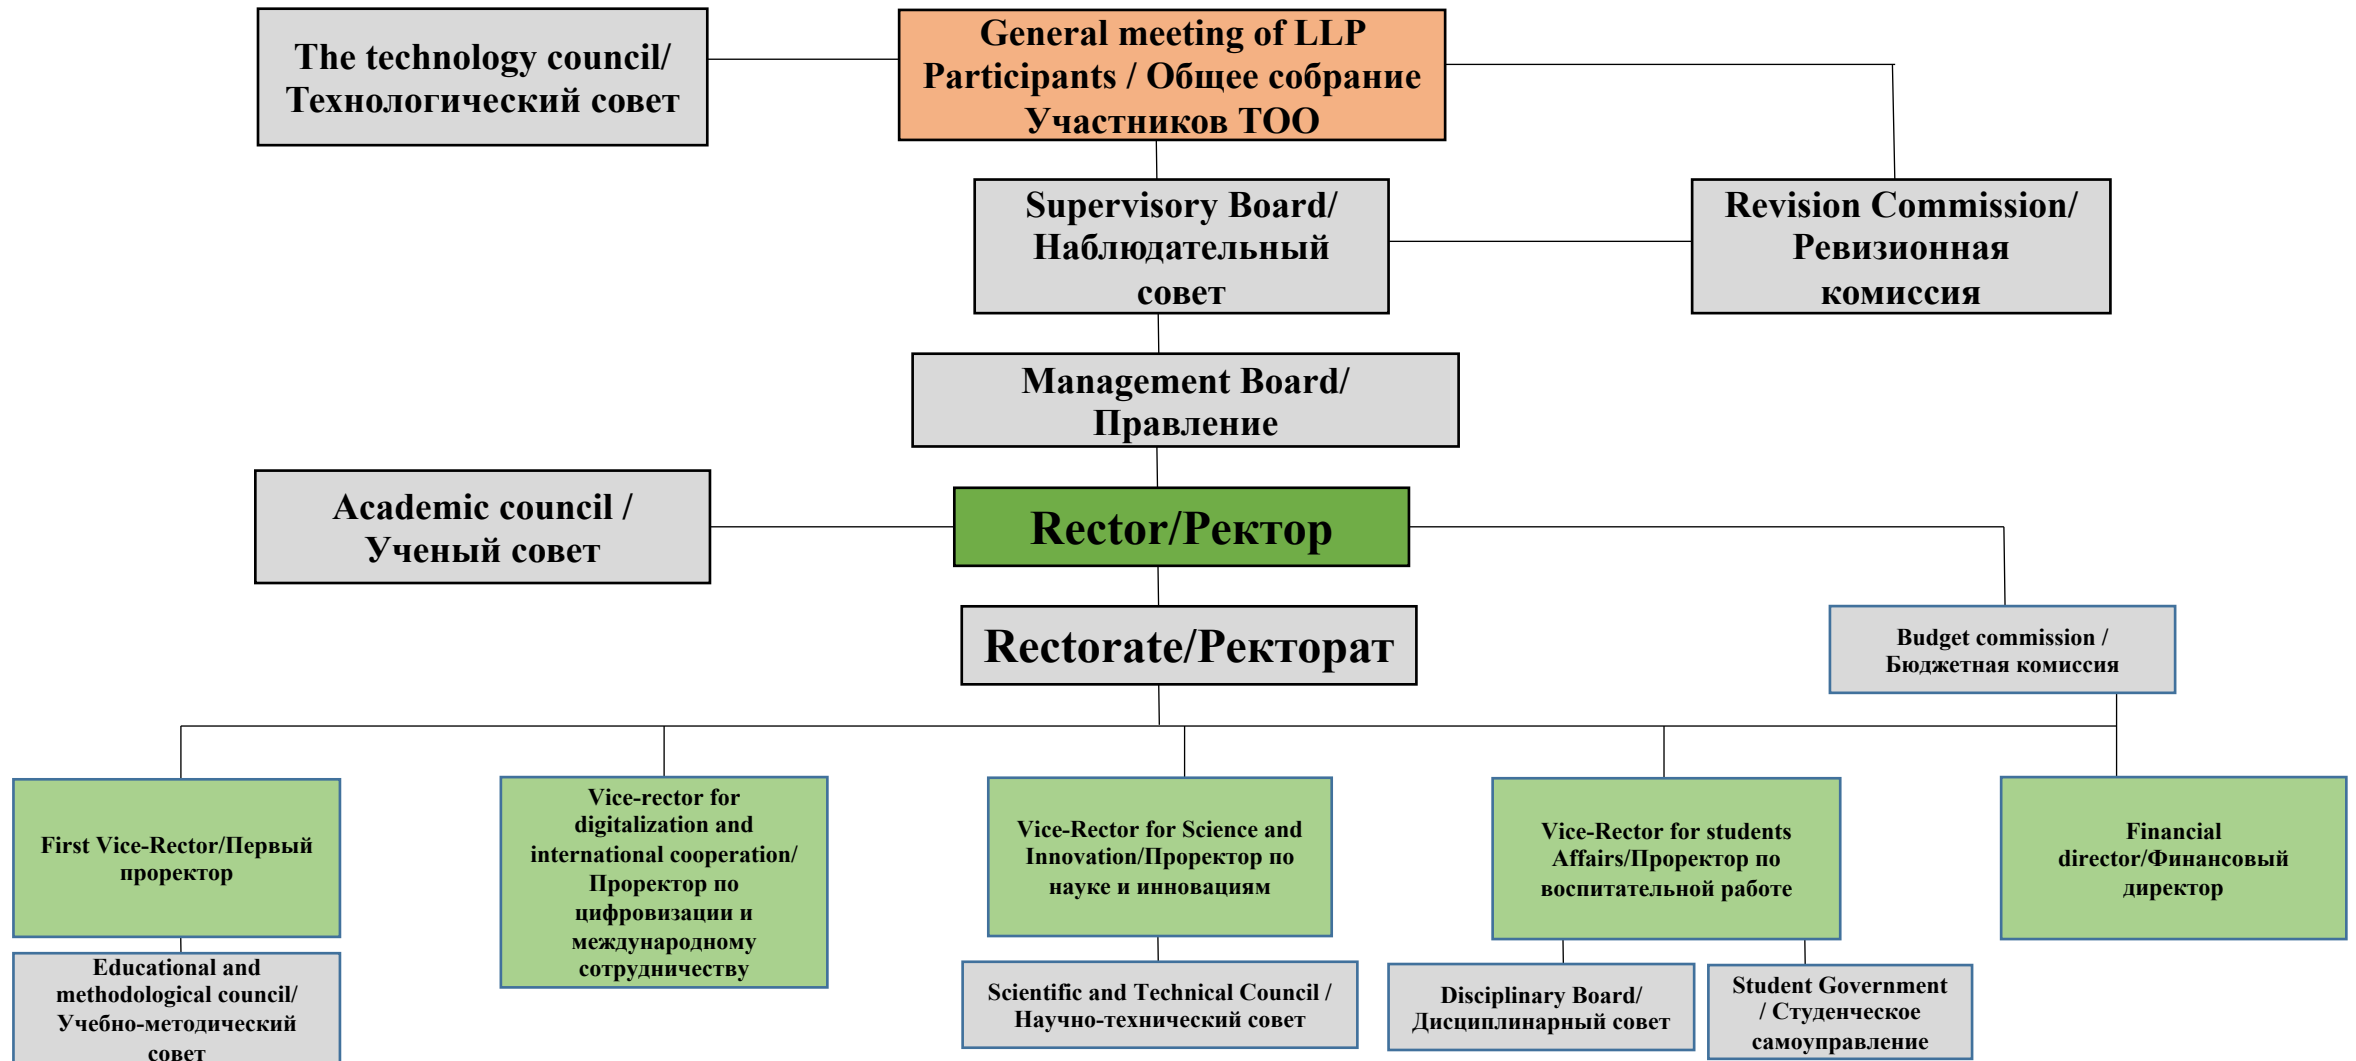 The technology council/
Технологический совет
General meeting of LLP
Participants / Общее собрание
Участников ТОО
Supervisory Board/
Наблюдательный
совет
Revision Commission/
Ревизионная
комиссия
Management Board/
Правление
Academic council /
Ученый совет
Rector/Ректор
Rectorate/Ректорат
Budget commission /
Бюджетная комиссия
First Vice-Rector/Первый
проректор
Vice-rector for
digitalization and
international cooperation/
Проректор по
цифровизации и
международному
сотрудничеству
Vice-Rector for Science and
Innovation/Проректор по
науке и инновациям
Vice-Rector for students
Affairs/Проректор по
воспитательной работе
Financial
director/Финансовый
директор
Educational and
methodological council/
Учебно-методический
совет
Scientific and Technical Council /
Научно-технический совет
Disciplinary Board/
Дисциплинарный совет
Student Government
/ Студенческое
самоуправление